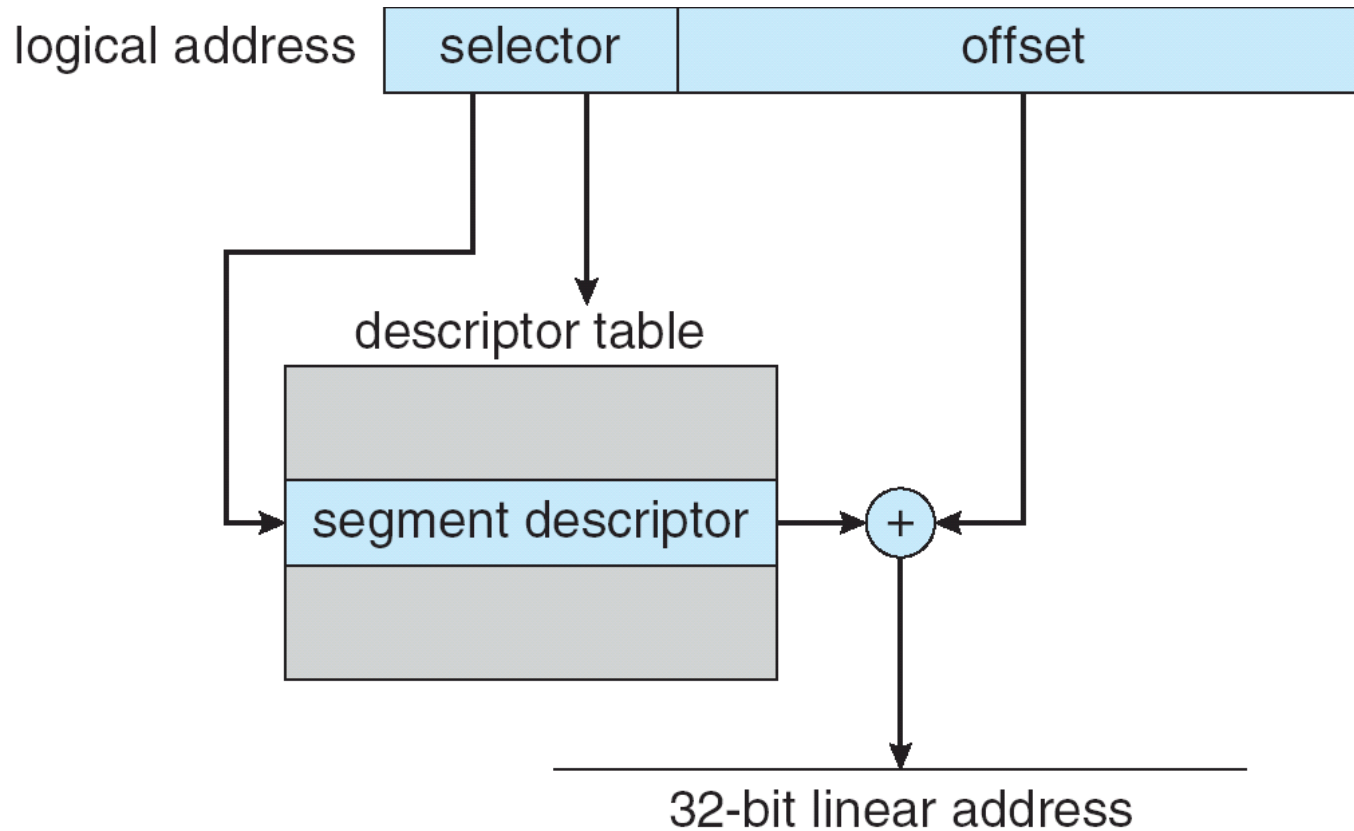 logical address selector offset
descriptor table
segment descriptor +
32-bit linear address